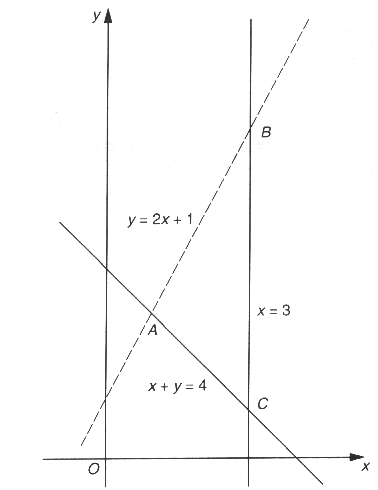 y
B
y = 2x + 1
x = 3
A
x + y = 4
C
O
x